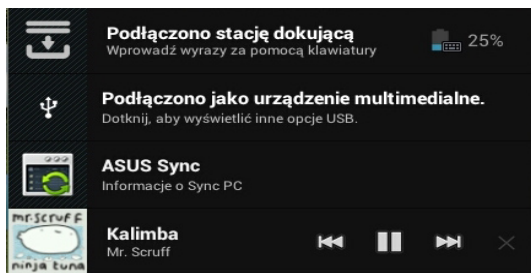 Podłączono stację dokującą
Wprowadź wyrazy za pomocą klawiatury
25%
Podłączono jako urządzenie multimedialne.
Dotknij, aby wyświetlić inne opcje USB.
ASUS Sync
Informacje o Sync PC
mr.scruff
ninja tuna
Kalimba
Mr. Scruff